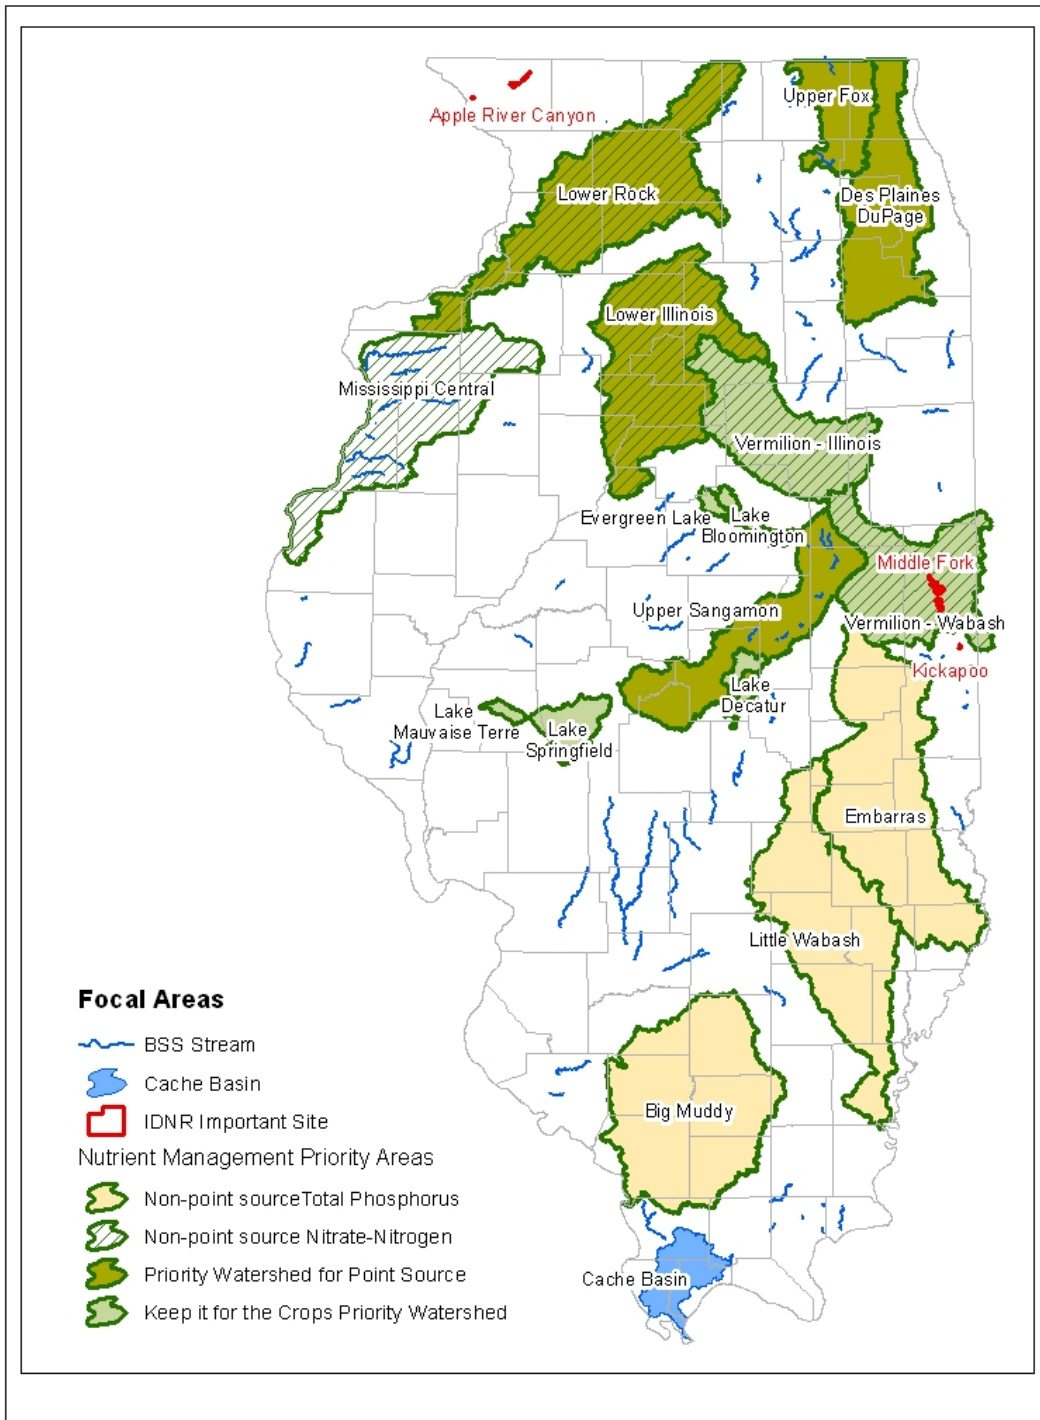 Upper Fox
Apple River Canyon
Lower Rock
Des Plaines
DuPage
Lower Illinois
Mississippi Central
Vermilion - Illinois
Evergreen Lake
Lake
Bloomington
Middle Fork
Upper Sangamon
Vermilion - Wabash
Kickapoo
Lake
Decatur
Lake
Mauvaise Terre
Lake
Springfield
Embarras
Little Wabash
Big Muddy
Cache Basin
Focal Areas
BSS Stream
Cache Basin
IDNR Important Site
Nutrient Management Priority Areas
Non-point sourceTotal Phosphorus
Non-point source Nitrate-Nitrogen
Priority Watershed for Point Source
Keep it for the Crops Priority Watershed